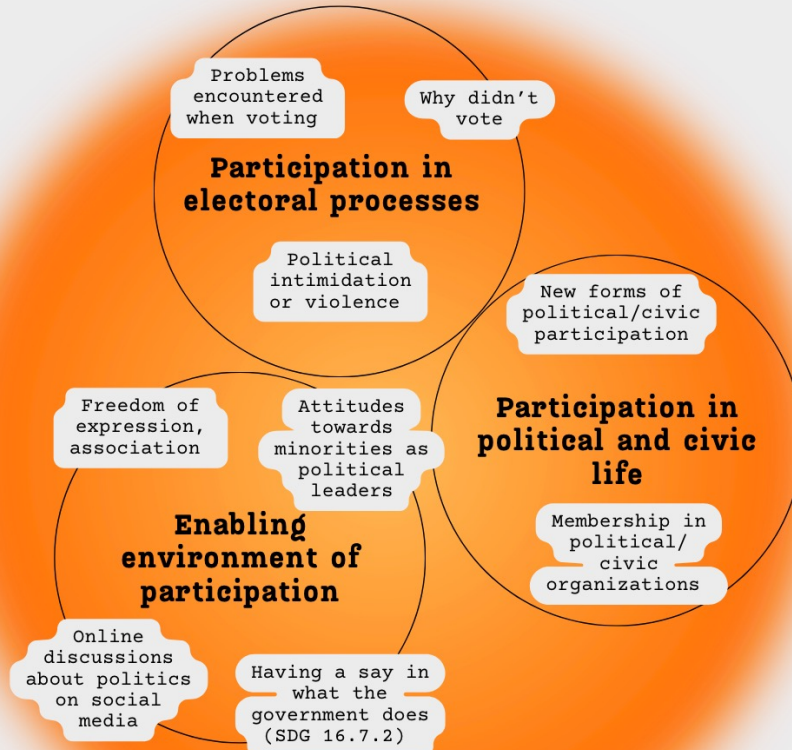 Problems
encountered
when voting
Why didn't
vote
Participation in
electoral processes
Political
intimidation
or violence
New forms of
political/civic
participation
Participation in
political and civic
life
Membership in
political/
civic
organizations
Freedom of
expression,
association
Attitudes
towards
minorities as
political
leaders
Enabling
environment of
participation
Online
discussions
about politics
on social
media
Having a say in
what the
government does
(SDG 16.7.2)